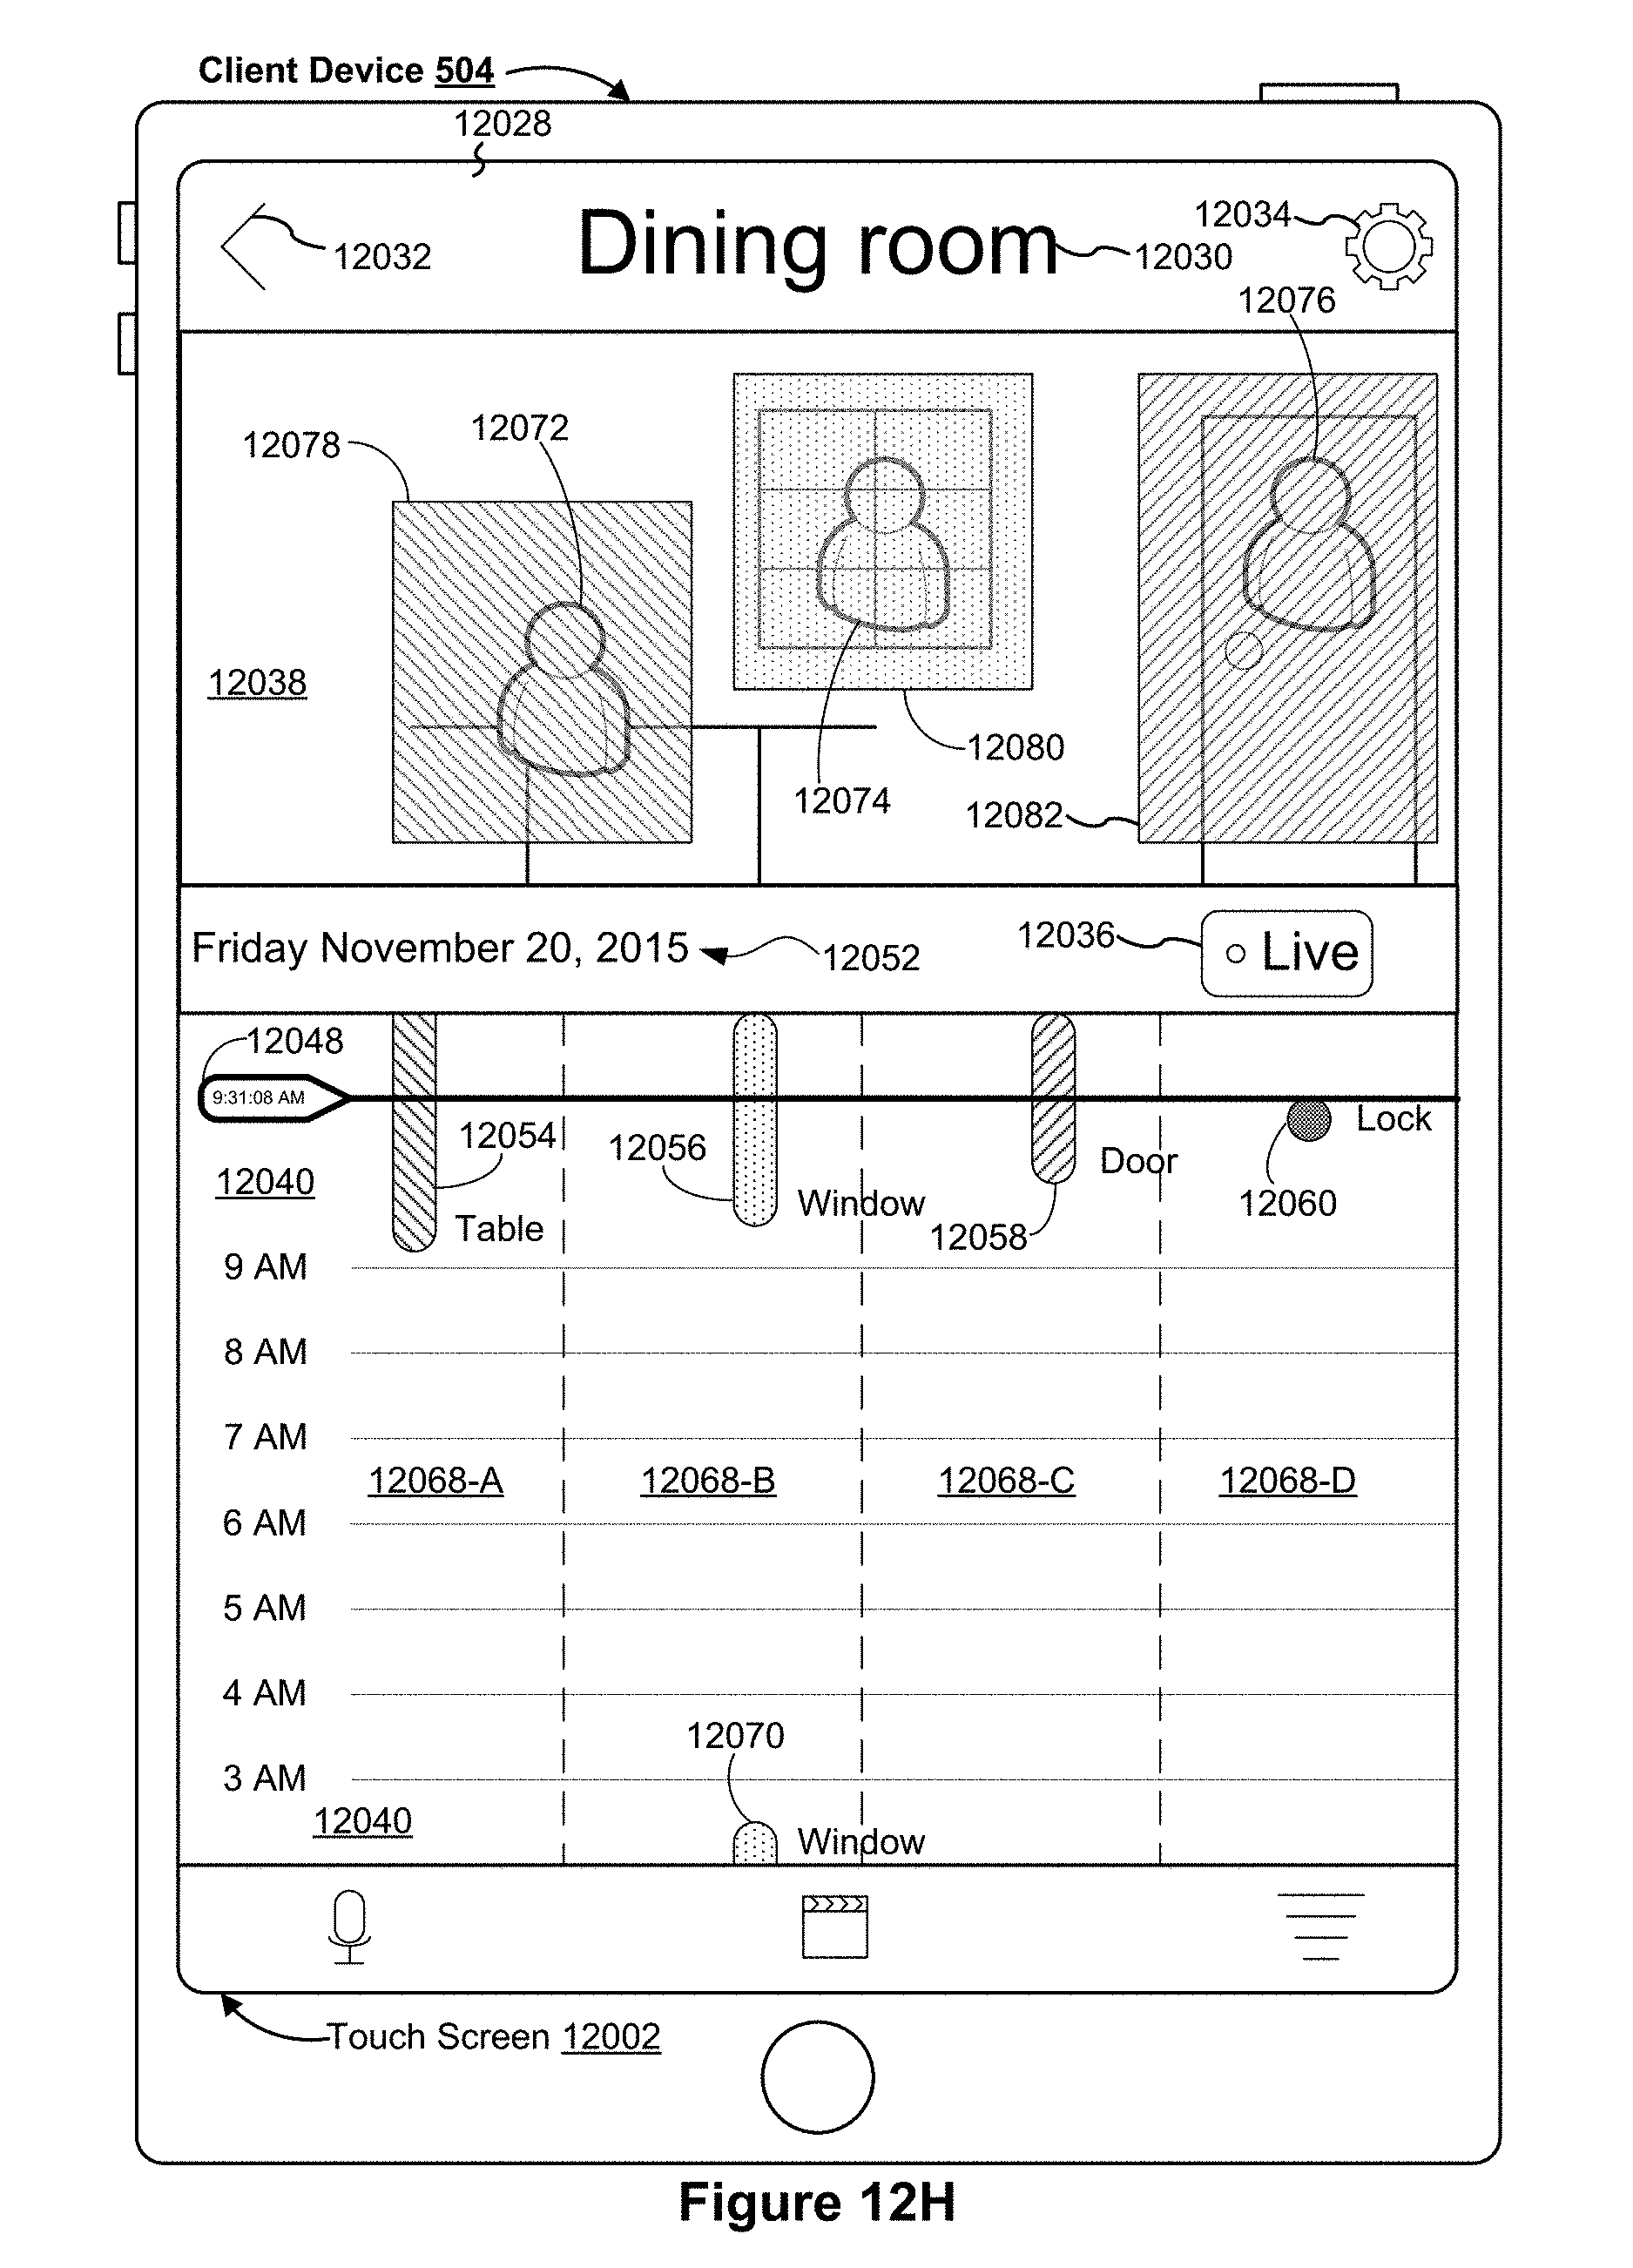 Client Device 504
12028
12032
Dining room
12030
12034
12076
12078
12072
12038
12080
12074
12082
Friday November 20, 2015
12052
12036
Live
12048
9:31:08 AM
12054
12056
Lock
Door
12040
Window
12060
Table
12058
9 AM
8 AM
7 AM
12068-A
12068-B
12068-C
12068-D
6 AM
5 AM
4 AM
12070
3 AM
12040
Window
Touch Screen 12002
Figure 12H